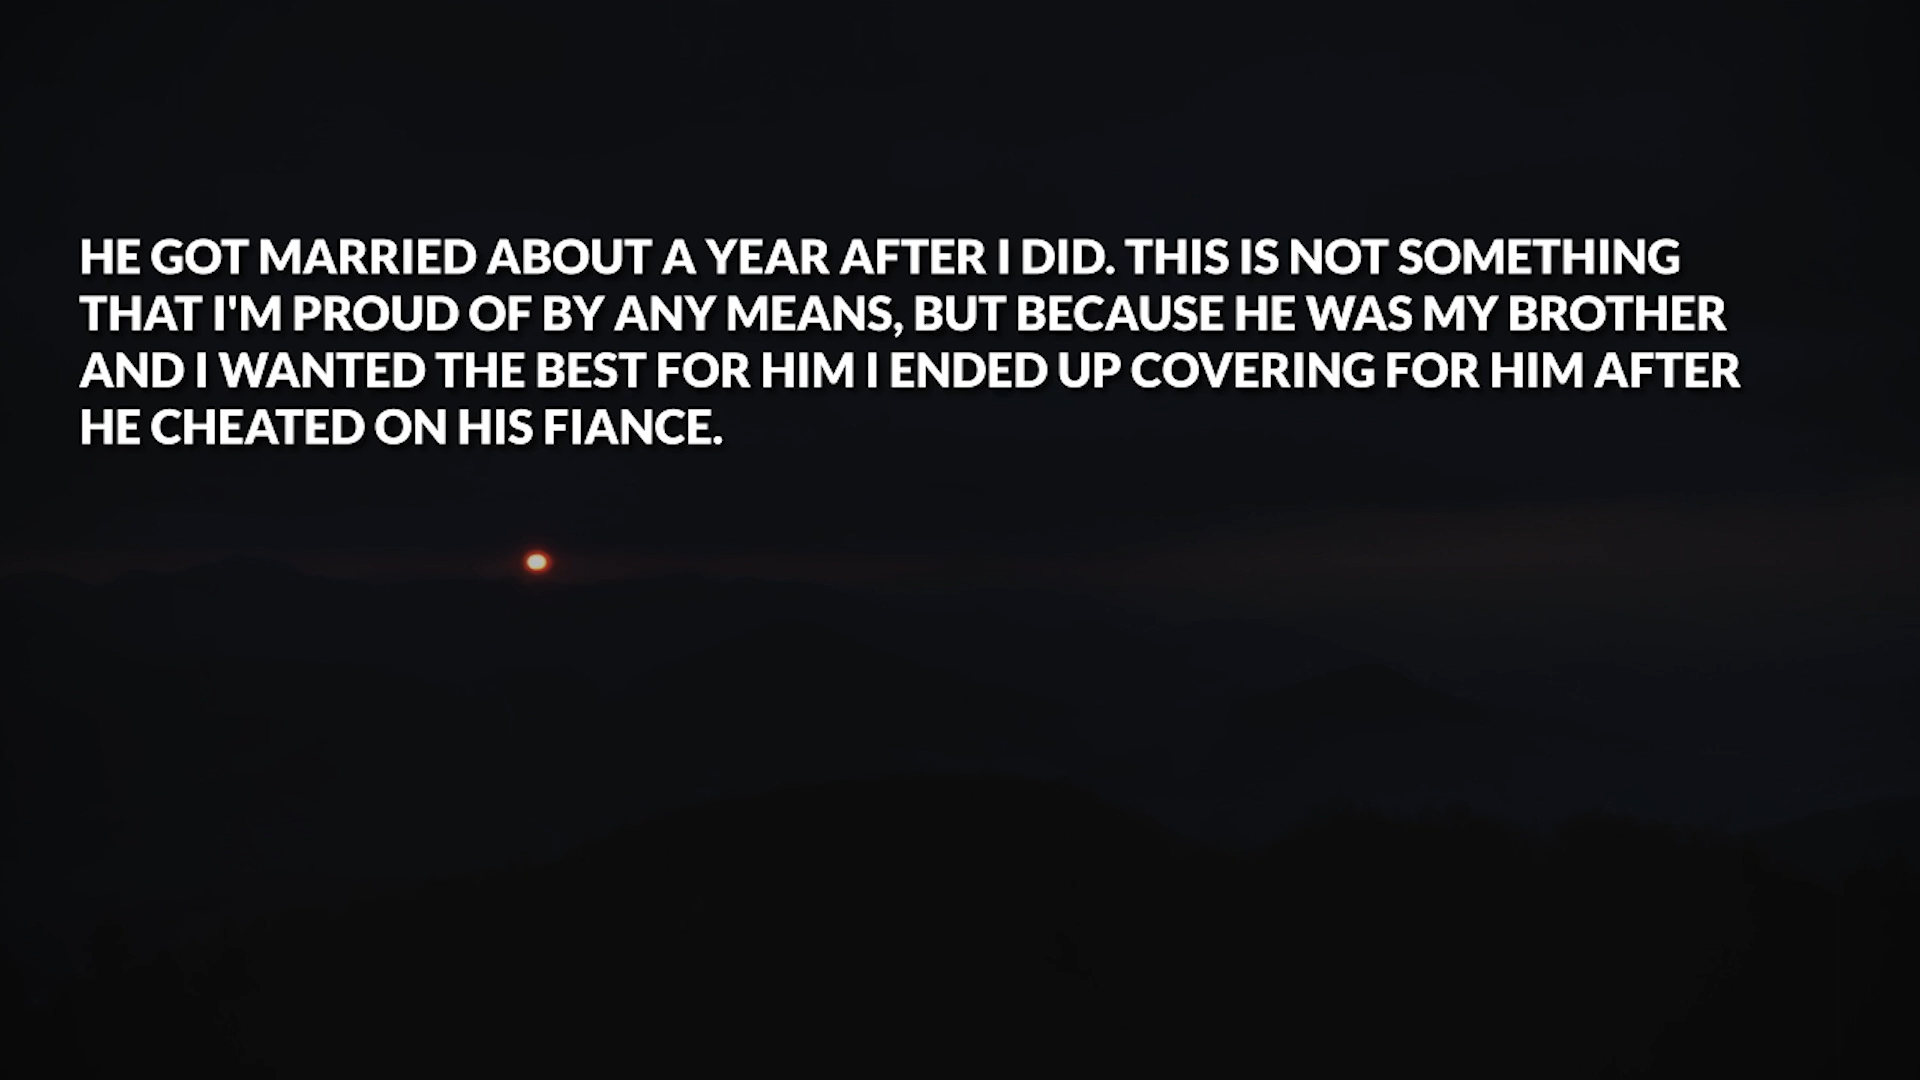 HE GOT MARRIED ABOUT A YEAR AFTER I DID. THIS IS NOT SOMETHING
THAT I'M PROUD OF BY ANY MEANS, BUT BECAUSE HE WAS MY BROTHER
AND I WANTED THE BEST FOR HIM I ENDED UP COVERING FOR HIM AFTER
HE CHEATED ON HIS FIANCE.